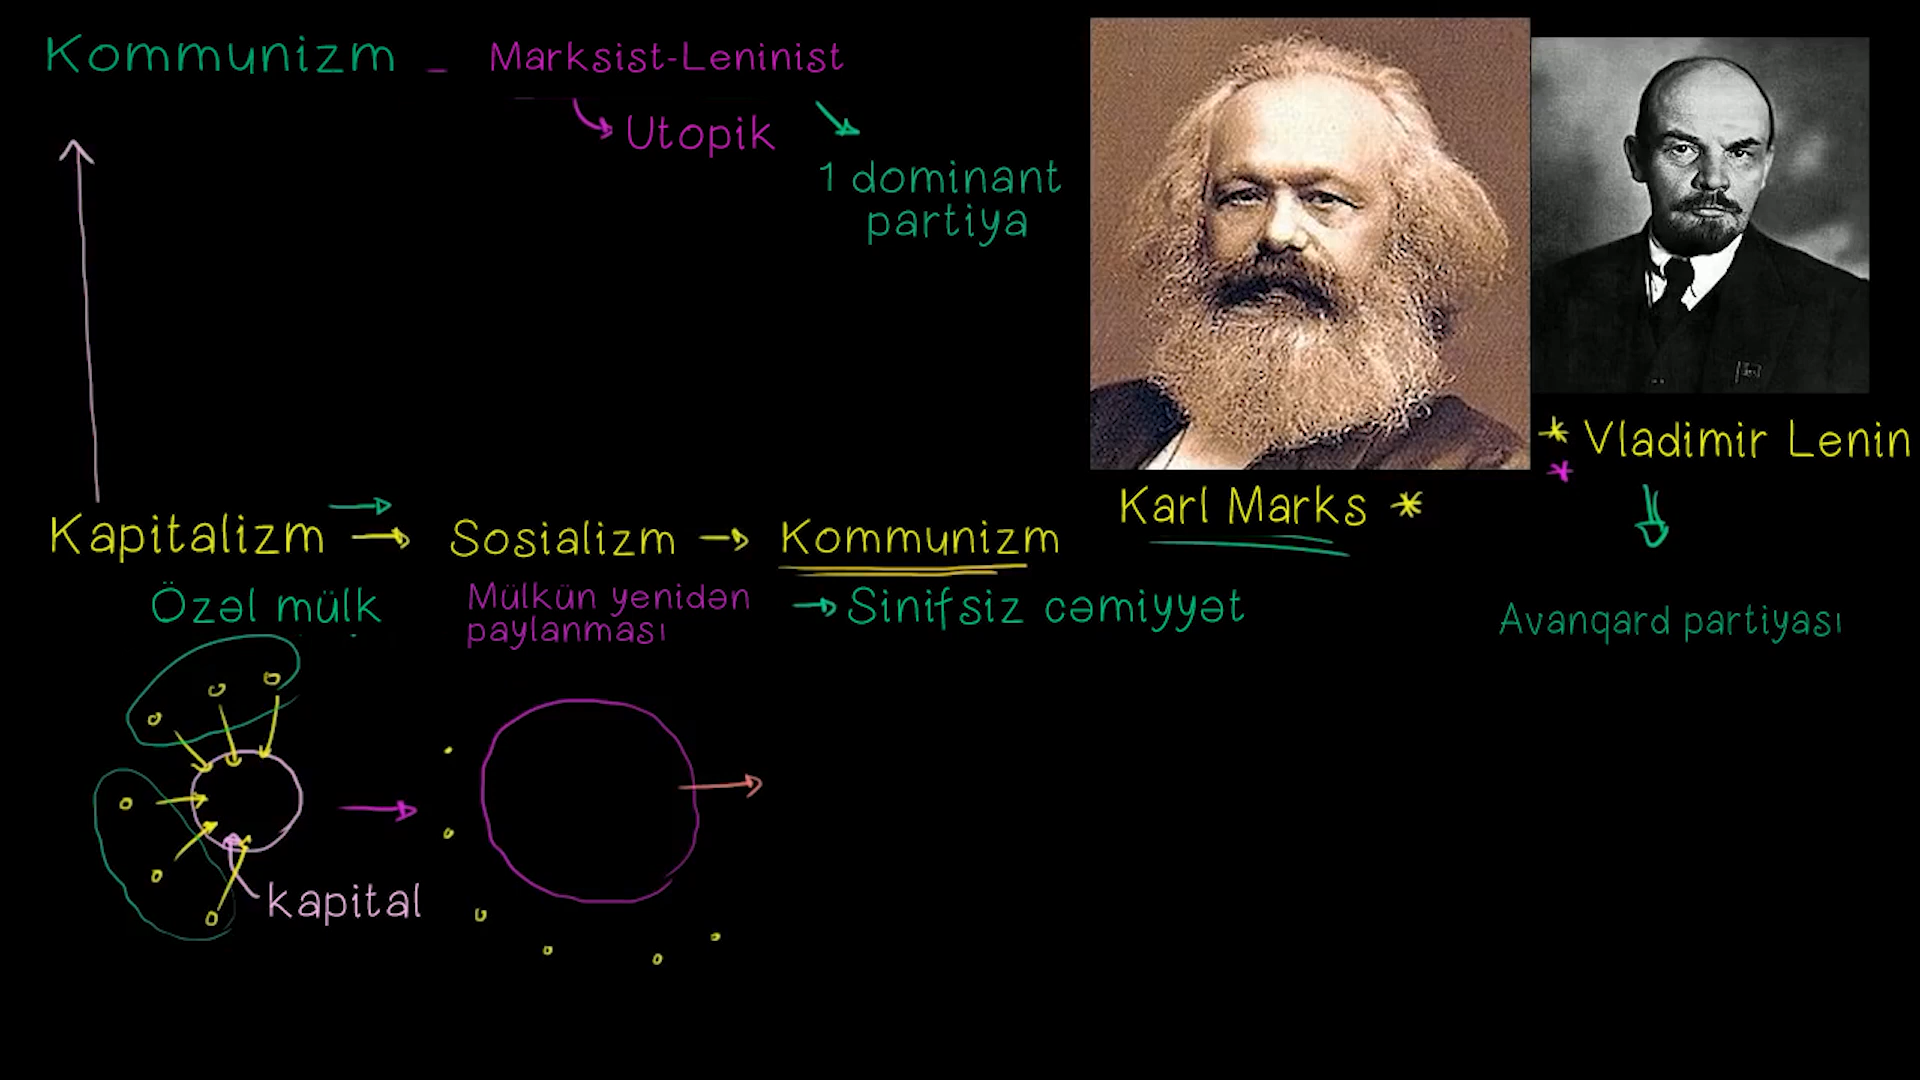 Kommunizm - Marksist-Leninist
Utopik
1 dominant
partiya
Vladimir Lenin
Karl Marks
Kapitalizm → Sosializm → Kommunizm
Özəl mülk
Mülkün yenidən
paylanması
→ Sinifsiz cəmiyyət
Avanqard partiyası
kapital